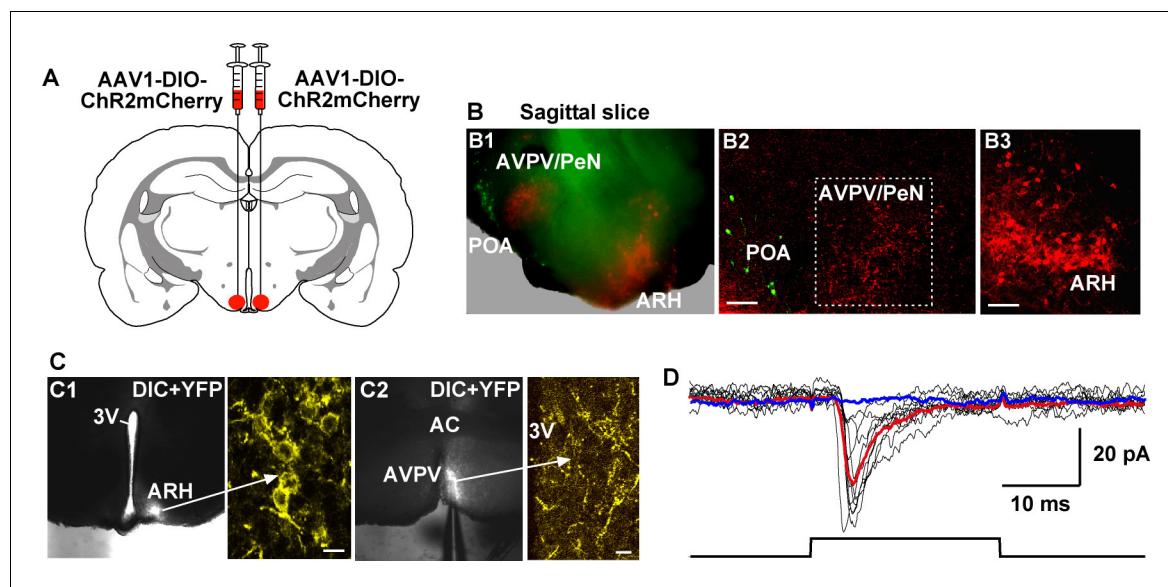 A
AAV1-DIO-
ChR2mCherry
AAV1-DIO-
ChR2mCherry
B Sagittal slice
B1
AVPV/PeN
POA
ARH
B2
AVPV/PeN
POA
B3
ARH
C
C1 DIC+YFP
3V
ARH
C2 DIC+YFP
AC
AVPV
3V
D
20 pA
10 ms